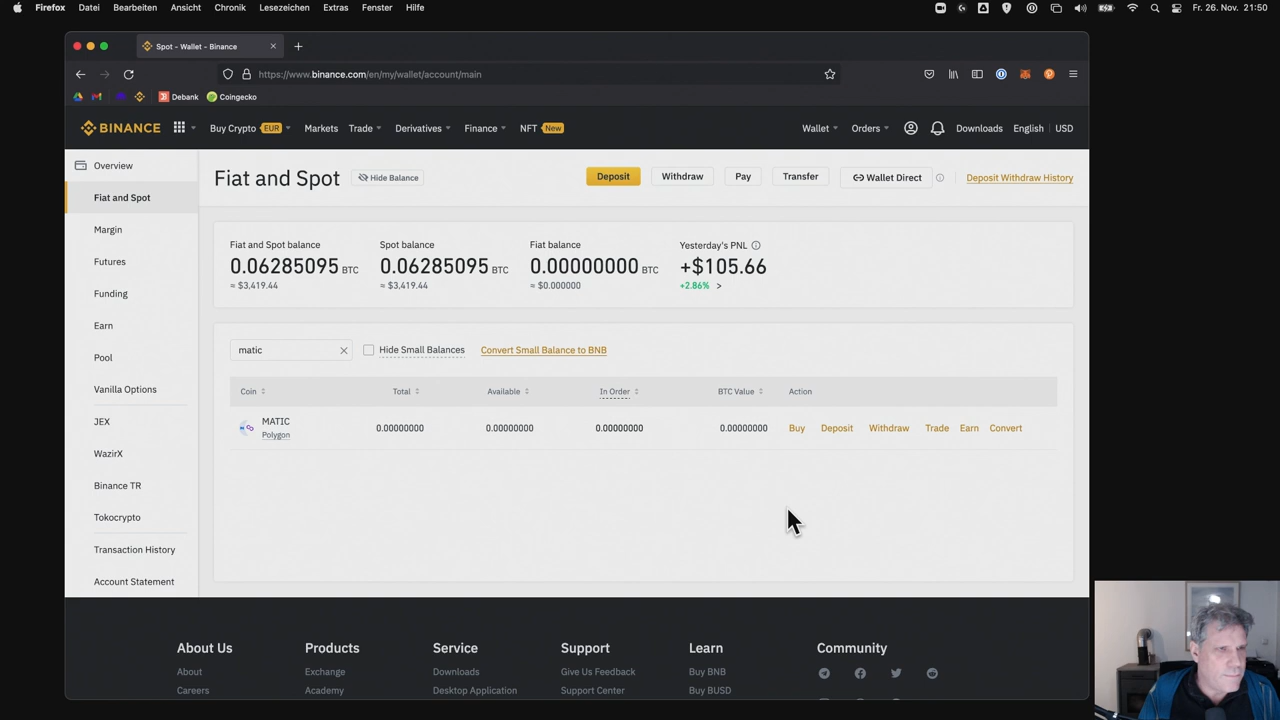 Firefox Datei Bearbeiten Ansicht Chronik Lesezeichen Extras Fenster Hilfe Fr. 26. Nov. 21:50
Spot - Wallet - Binance
https://www.binance.com/en/my/wallet/account/main
Debank Coingecko
BINANCE Buy Crypto EUR Markets Trade Derivatives Finance NFT New Wallet Orders Downloads English USD
Overview
Fiat and Spot
Margin
Futures
Funding
Earn
Pool
Vanilla Options
JEX
WazirX
Binance TR
Tokocrypto
Transaction History
Account Statement
Fiat and Spot Hide Balance Deposit Withdraw Pay Transfer Wallet Direct Deposit Withdraw History
Fiat and Spot balance Spot balance Fiat balance Yesterday's PNL
0.06285095 BTC 0.06285095 BTC 0.00000000 BTC +$105.66
≈ $3,419.44 ≈ $3,419.44 ≈ $0.000000 +2.86% >
matic Hide Small Balances Convert Small Balance to BNB
Coin Total Available In Order BTC Value Action
MATIC 0.00000000 0.00000000 0.00000000 0.00000000 Buy Deposit Withdraw Trade Earn Convert
Polygon
About Us Products Service Support Learn Community
About Exchange Downloads Give Us Feedback Buy BNB
Careers Academy Desktop Application Support Center Buy BUSD